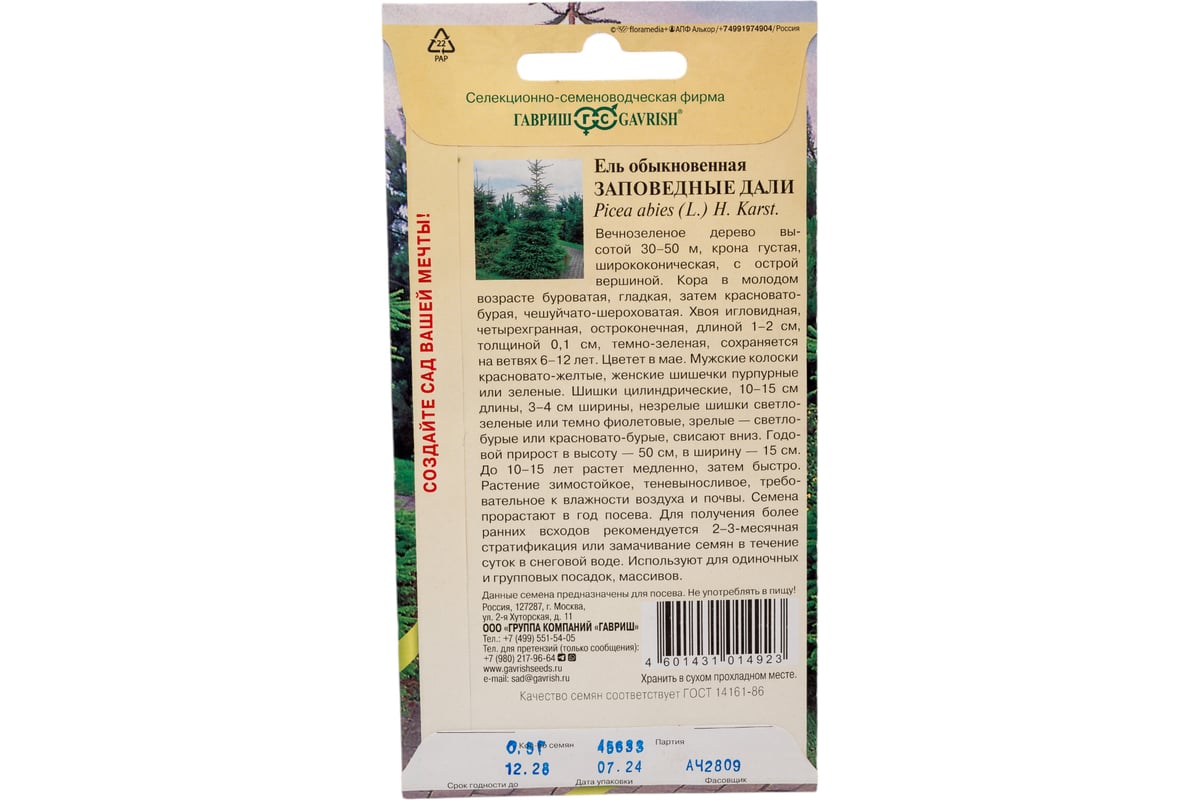 © floramedia+ АПФ Алькор/+74991974904/Россия
22
PAP
Селекционно-семеноводческая фирма
ГАВРИШ ГС GAVRISH®
СОЗДАЙТЕ САД ВАШЕЙ МЕЧТЫ!
Ель обыкновенная
ЗАПОВЕДНЫЕ ДАЛИ
Picea abies (L.) H. Karst.
Вечнозеленое дерево вы-
сотой 30–50 м, крона густая,
ширококоническая, с острой
вершиной. Кора в молодом
возрасте буроватая, гладкая, затем красновато-
бурая, чешуйчато-шероховатая. Хвоя игловидная,
четырехгранная, остроконечная, длиной 1–2 см,
толщиной 0,1 см, темно-зеленая, сохраняется
на ветвях 6–12 лет. Цветет в мае. Мужские колоски
красновато-желтые, женские шишечки пурпурные
или зеленые. Шишки цилиндрические, 10–15 см
длины, 3–4 см ширины, незрелые шишки светло-
зеленые или темно фиолетовые, зрелые — светло-
бурые или красновато-бурые, свисают вниз. Годо-
вой прирост в высоту — 50 см, в ширину — 15 см.
До 10–15 лет растет медленно, затем быстро.
Растение зимостойкое, теневыносливое, требо-
вательное к влажности воздуха и почвы. Семена
прорастают в год посева. Для получения более
ранних всходов рекомендуется 2–3-месячная
стратификация или замачивание семян в течение
суток в снеговой воде. Используют для одиночных
и групповых посадок, массивов.
Данные семена предназначены для посева. Не употреблять в пищу!
Россия, 127287, г. Москва,
ул. 2-я Хуторская, д. 11
ООО «ГРУППА КОМПАНИЙ «ГАВРИШ»
Тел.: +7 (499) 551-54-05
Тел. для претензий (только сообщения):
+7 (980) 217-96-64
www.gavrishseeds.ru
e-mail: sad@gavrish.ru
4 601431 014923
Хранить в сухом прохладном месте.
Качество семян соответствует ГОСТ 14161-86
семян Партия
12.28 07.24 АЧ2809
Срок годности до Дата упаковки Фасовщик